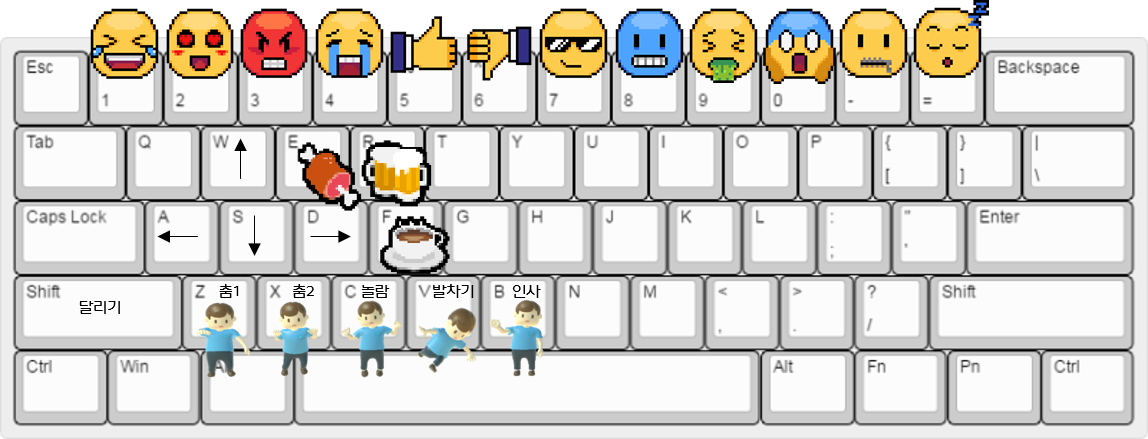 Esc 1 2 3 4 5 6 7 8 9 0 - = Backspace
Tab Q W E R T Y U I O P { [ } ] | \
Caps Lock A S D F G H J K L : ; " ' Enter
Shift 달리기 Z 춤1 X 춤2 C 놀람 V 발차기 B 인사 N M < , > . ? / Shift
Ctrl Win Alt Fn Pn Ctrl